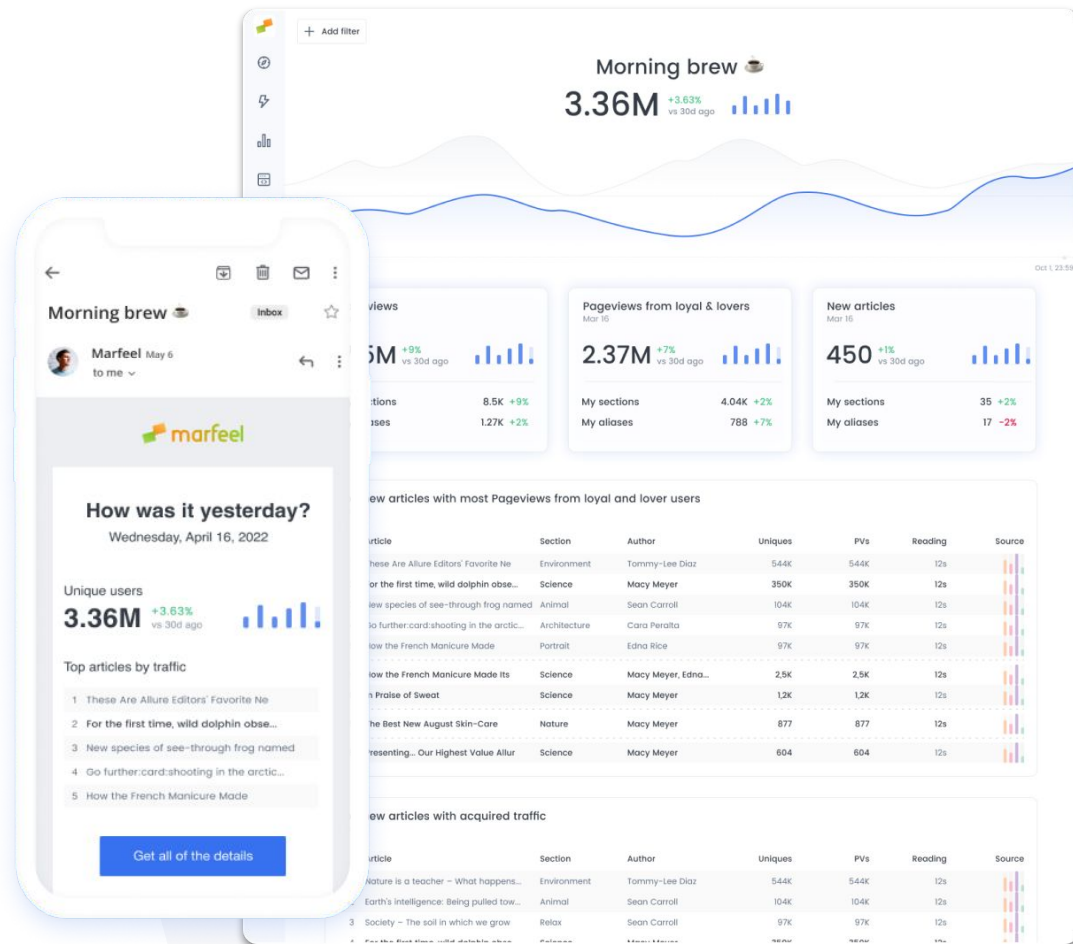 + Add filter
Morning brew
3.36M +3.63%
vs 30d ago
Oct 1, 23:59
Morning brew
Inbox
Marfeel May 6
to me
marfeel
How was it yesterday?
Wednesday, April 16, 2022
Unique users
3.36M +3.63%
vs 30d ago
Top articles by traffic
1 These Are Allure Editors' Favorite Ne
2 For the first time, wild dolphin obse...
3 New species of see-through frog named
4 Go further:card:shooting in the arctic...
5 How the French Manicure Made
Get all of the details
+9%
vs 30d ago
8.5K +9%
1.27K +2%
Pageviews from loyal & lovers
Mar 16
2.37M +7%
vs 30d ago
My sections 4.04K +2%
My aliases 788 +7%
New articles
Mar 16
450 +1%
vs 30d ago
My sections 35 +2%
My aliases 17 -2%
ew articles with most Pageviews from loyal and lover users
rticle Section Author Uniques PVs Reading Source
hese Are Allure Editors' Favorite Ne Environment Tommy-Lee Diaz 544K 544K 12s
or the first time, wild dolphin obse... Science Macy Meyer 350K 350K 12s
ew species of see-through frog named Animal Sean Carroll 104K 104K 12s
o further:card:shooting in the arctic... Architecture Cara Peralta 97K 97K 12s
ow the French Manicure Made Portrait Edna Rice 97K 97K 12s
ow the French Manicure Made Its Science Macy Meyer, Edna... 2,5K 2,5K 12s
n Praise of Sweat Science Macy Meyer 1,2K 1,2K 12s
he Best New August Skin-Care Nature Macy Meyer 877 877 12s
resenting... Our Highest Value Allur Science Macy Meyer 604 604 12s
ew articles with acquired traffic
rticle Section Author Uniques PVs Reading Source
Nature is a teacher – What happens... Environment Tommy-Lee Diaz 544K 544K 12s
Earth's intelligence: Being pulled tow... Animal Sean Carroll 104K 104K 12s
3 Society – The soil in which we grow Relax Sean Carroll 97K 97K 12s